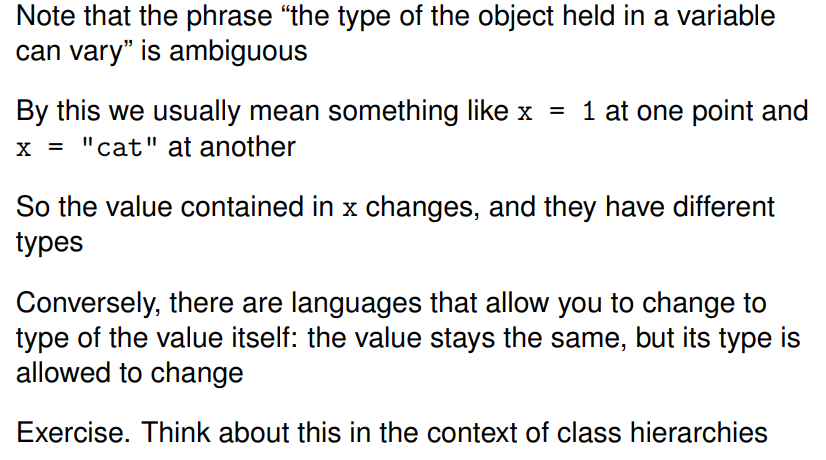 Note that the phrase “the type of the object held in a variable
can vary” is ambiguous
By this we usually mean something like x = 1 at one point and
x = "cat" at another
So the value contained in x changes, and they have different
types
Conversely, there are languages that allow you to change to
type of the value itself: the value stays the same, but its type is
allowed to change
Exercise. Think about this in the context of class hierarchies